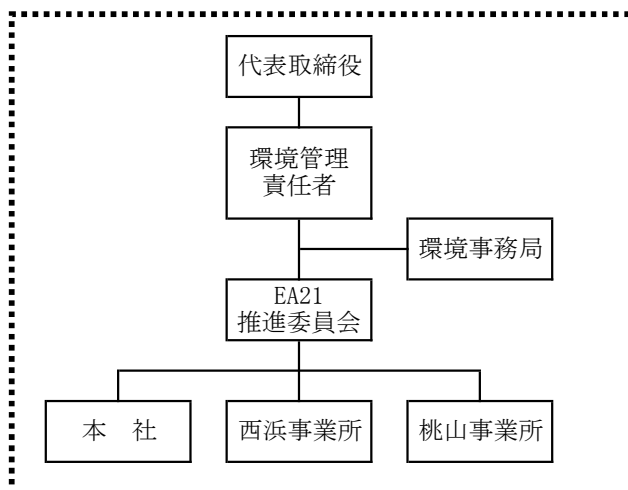 代表取締役
環境管理
責任者
環境事務局
EA21
推進委員会
本　社
西浜事業所
桃山事業所